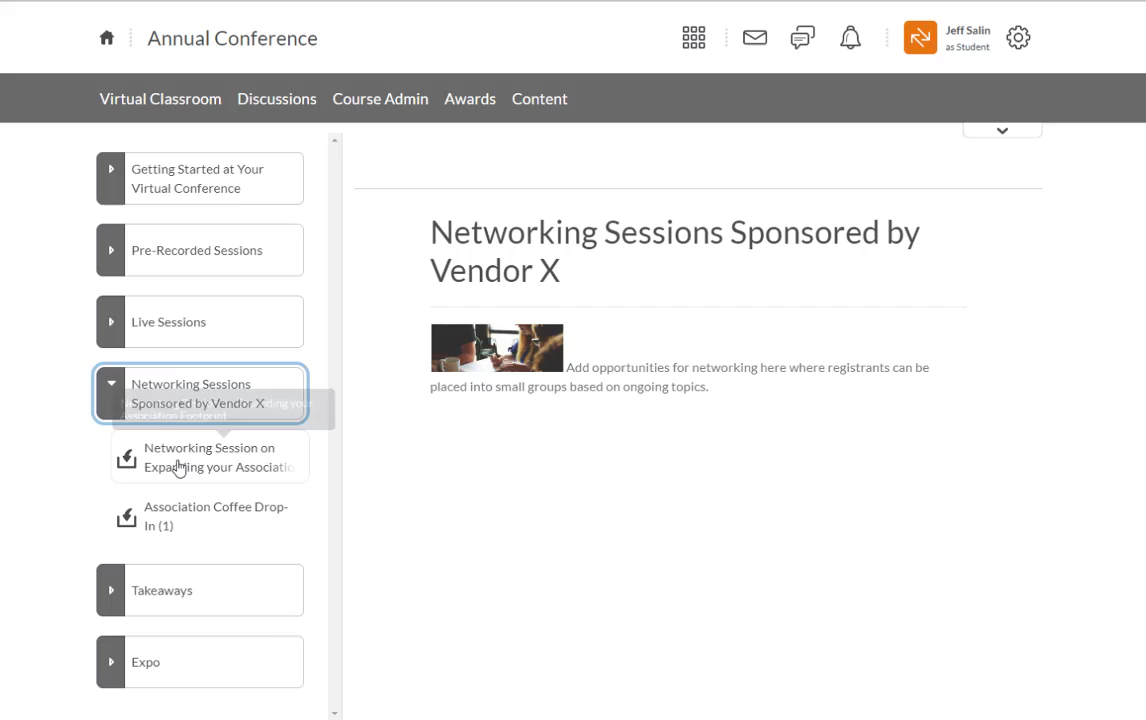 Annual Conference
Jeff Salin
as Student
Virtual Classroom Discussions Course Admin Awards Content
Getting Started at Your
Virtual Conference
Pre-Recorded Sessions
Live Sessions
Networking Sessions
Sponsored by Vendor X
Association Footprint
Networking Session on
Expanding your Associatio
Association Coffee Drop-
In (1)
Takeaways
Expo
Networking Sessions Sponsored by
Vendor X
Add opportunities for networking here where registrants can be
placed into small groups based on ongoing topics.